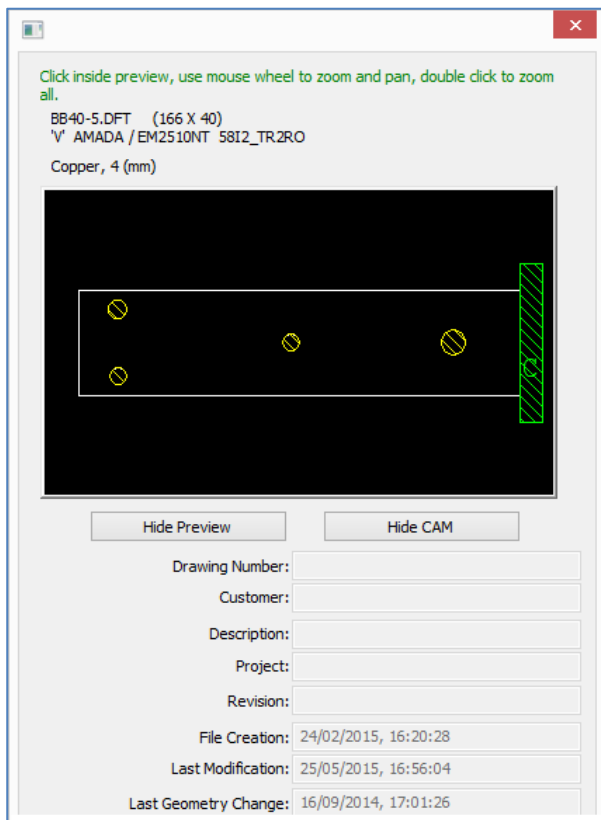 Click inside preview, use mouse wheel to zoom and pan, double click to zoom
all.
BB40-5.DFT (166 X 40)
'V' AMADA / EM2510NT 58I2_TR2RO
Copper, 4 (mm)
Hide Preview
Hide CAM
Drawing Number:
Customer:
Description:
Project:
Revision:
File Creation: 24/02/2015, 16:20:28
Last Modification: 25/05/2015, 16:56:04
Last Geometry Change: 16/09/2014, 17:01:26